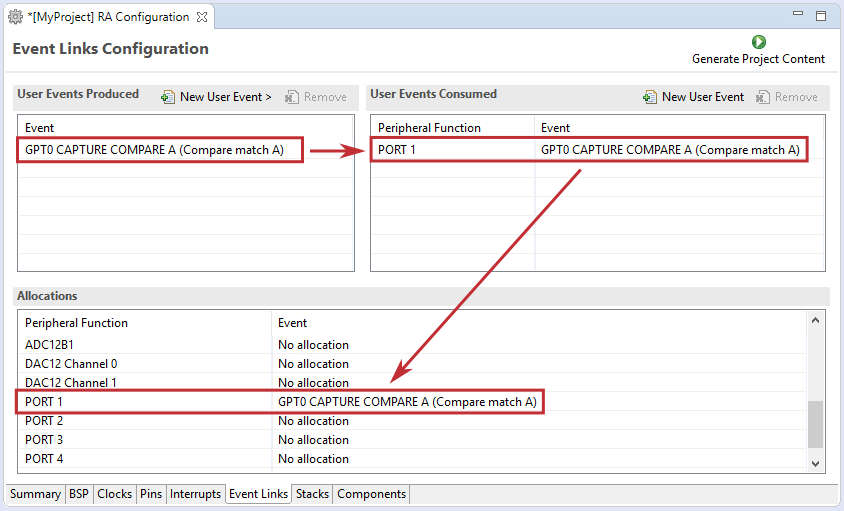 *[MyProject] RA Configuration
Event Links Configuration
Generate Project Content
User Events Produced New User Event > Remove
User Events Consumed New User Event Remove
Event
GPT0 CAPTURE COMPARE A (Compare match A)
Peripheral Function Event
PORT 1 GPT0 CAPTURE COMPARE A (Compare match A)
Allocations
Peripheral Function Event
ADC12B1 No allocation
DAC12 Channel 0 No allocation
DAC12 Channel 1 No allocation
PORT 1 GPT0 CAPTURE COMPARE A (Compare match A)
PORT 2 No allocation
PORT 3 No allocation
PORT 4 No allocation
Summary BSP Clocks Pins Interrupts Event Links Stacks Components